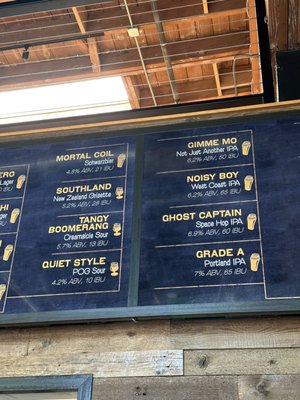 ERO
Lager
HI
MORTAL COIL
Schwarzbier
4.8% ABV, 21 IBU
SOUTHLAND
New Zealand Grisette
5.2% ABV, 28 IBU
TANGY
BOOMERANG
Creamsicle Sour
5.7% ABV, 13 IBU
QUIET STYLE
POG Sour
4.2% ABV, 10 IBU
GIMME MO
Not Just Another IPA
6.2% ABV, 50 IBU
NOISY BOY
West Coast IPA
6.2% ABV, 65 IBU
GHOST CAPTAIN
Space Hop IPA
6.9% ABV, 60 IBU
GRADE A
Portland IPA
7% ABV, 65 IBU